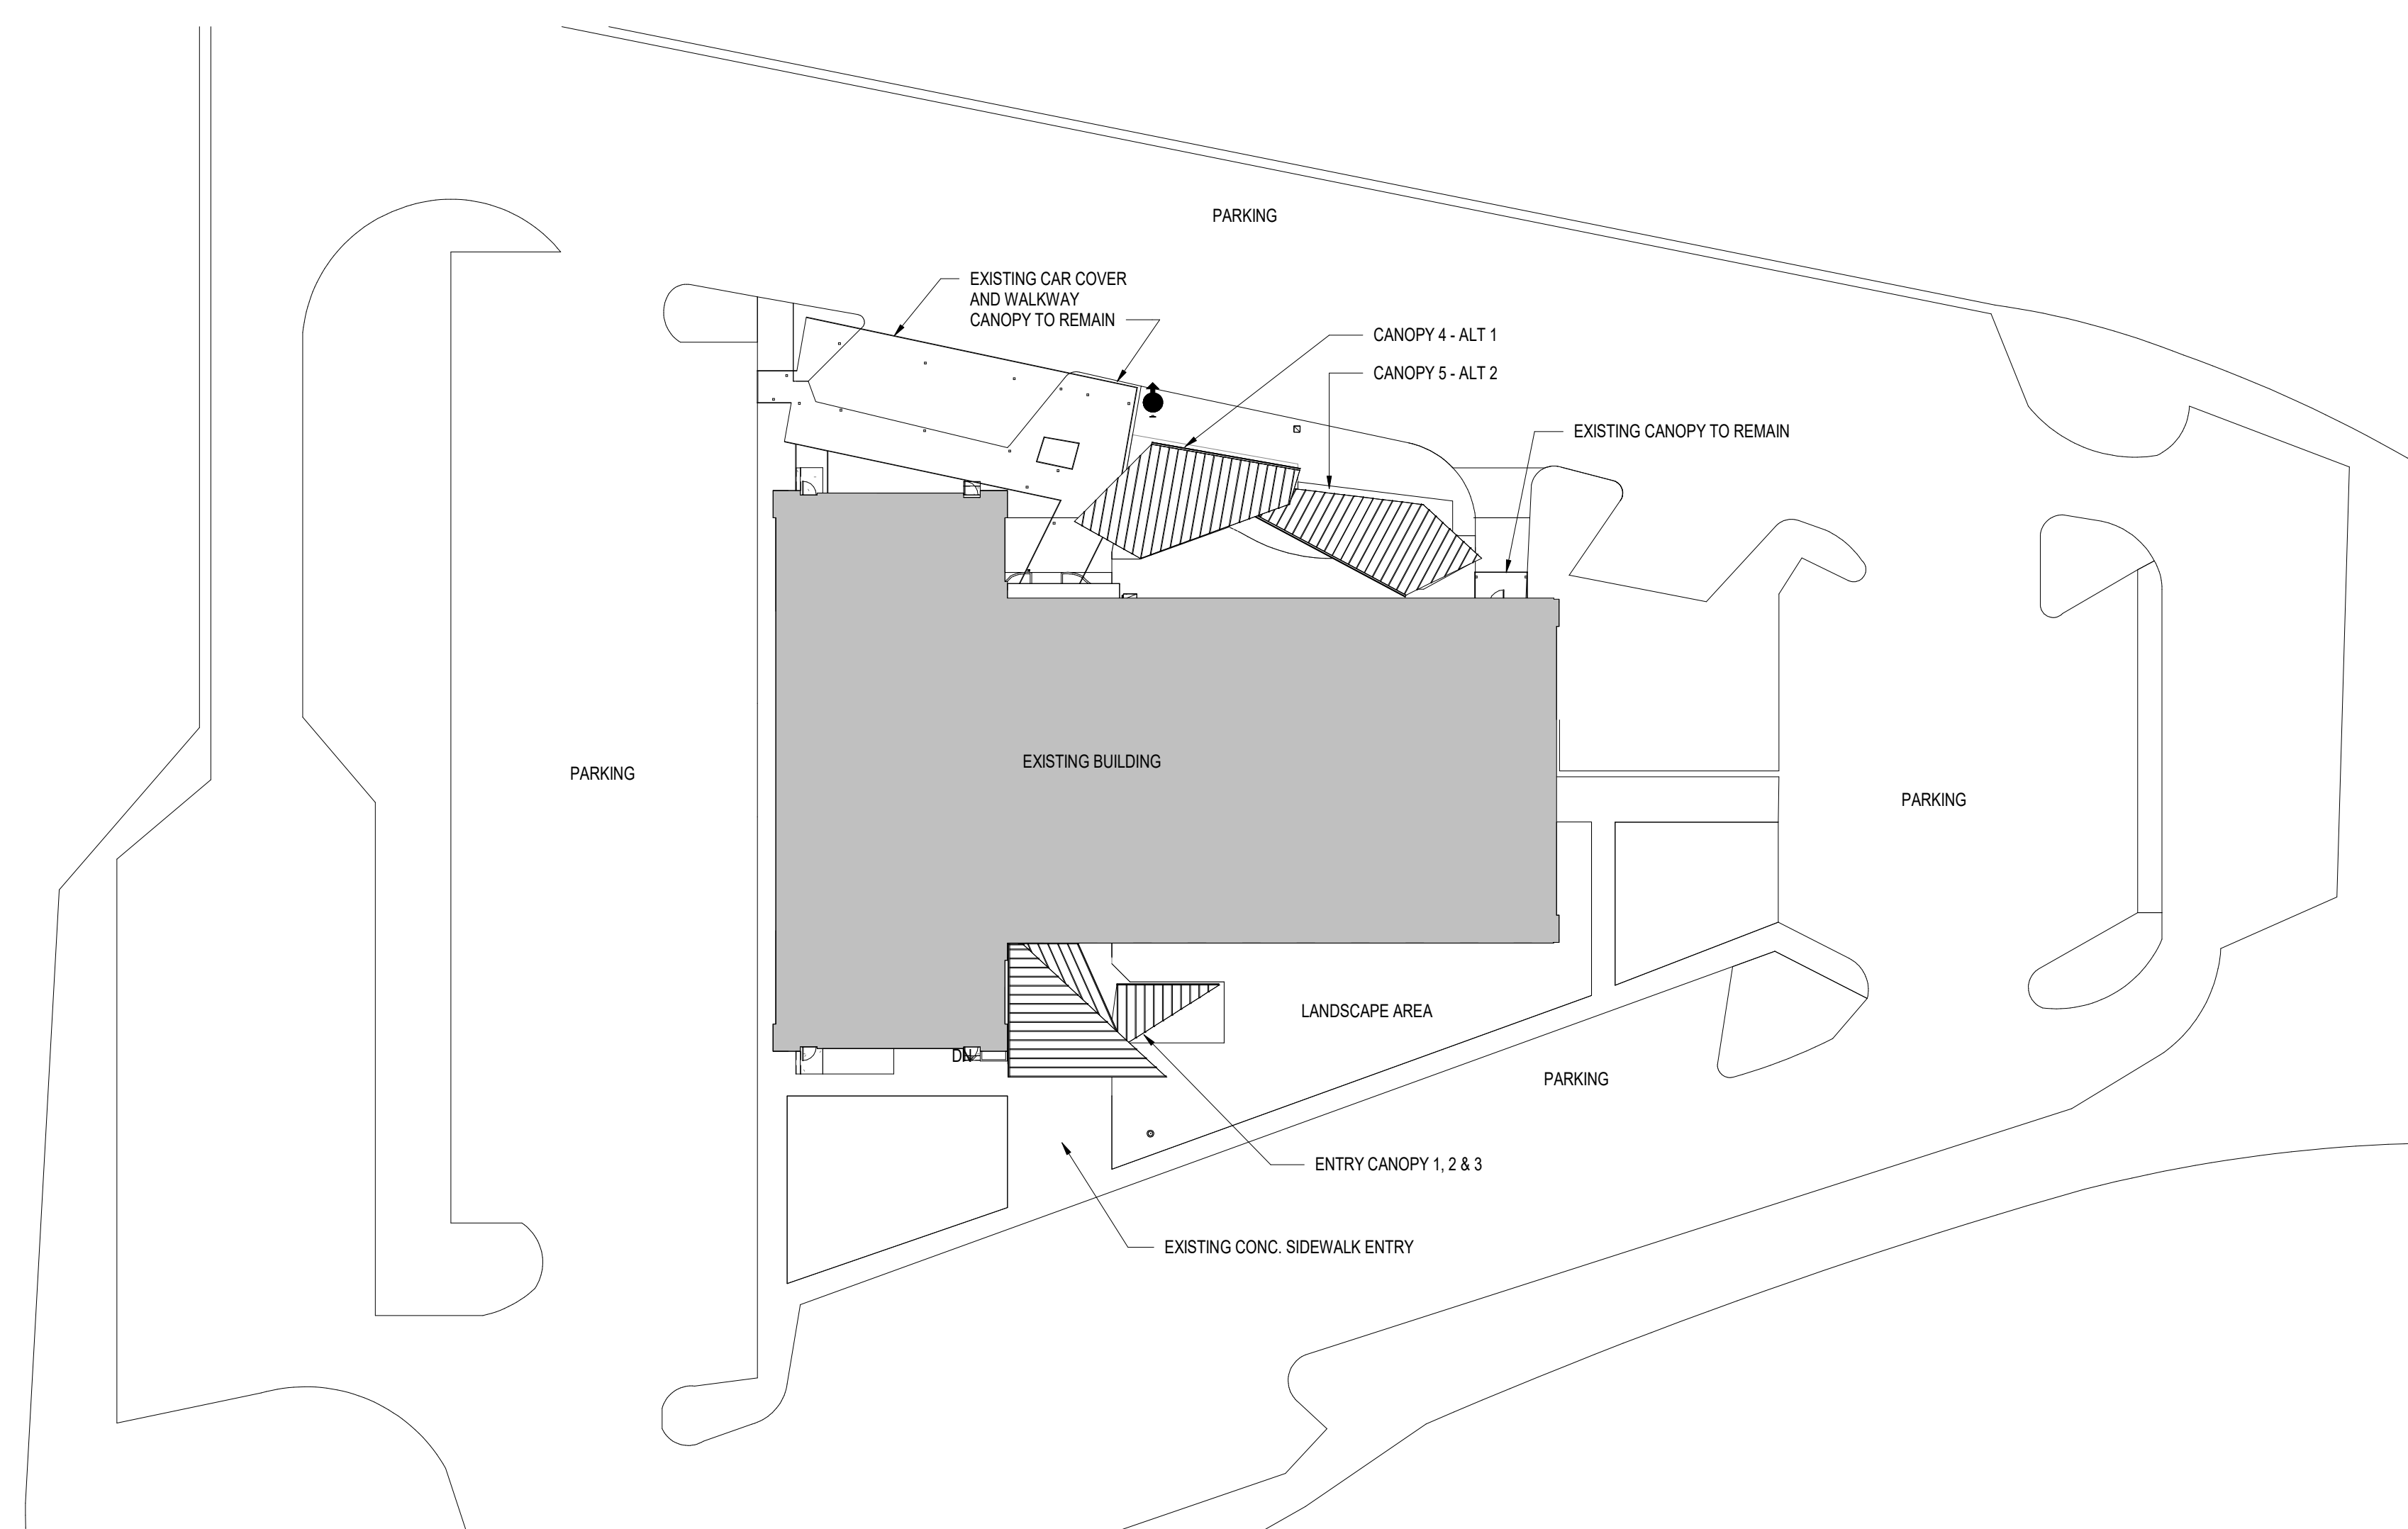 PARKING
EXISTING CAR COVER
AND WALKWAY
CANOPY TO REMAIN
CANOPY 4 - ALT 1
CANOPY 5 - ALT 2
EXISTING CANOPY TO REMAIN
EXISTING BUILDING
PARKING
PARKING
LANDSCAPE AREA
DN
PARKING
ENTRY CANOPY 1, 2 & 3
EXISTING CONC. SIDEWALK ENTRY